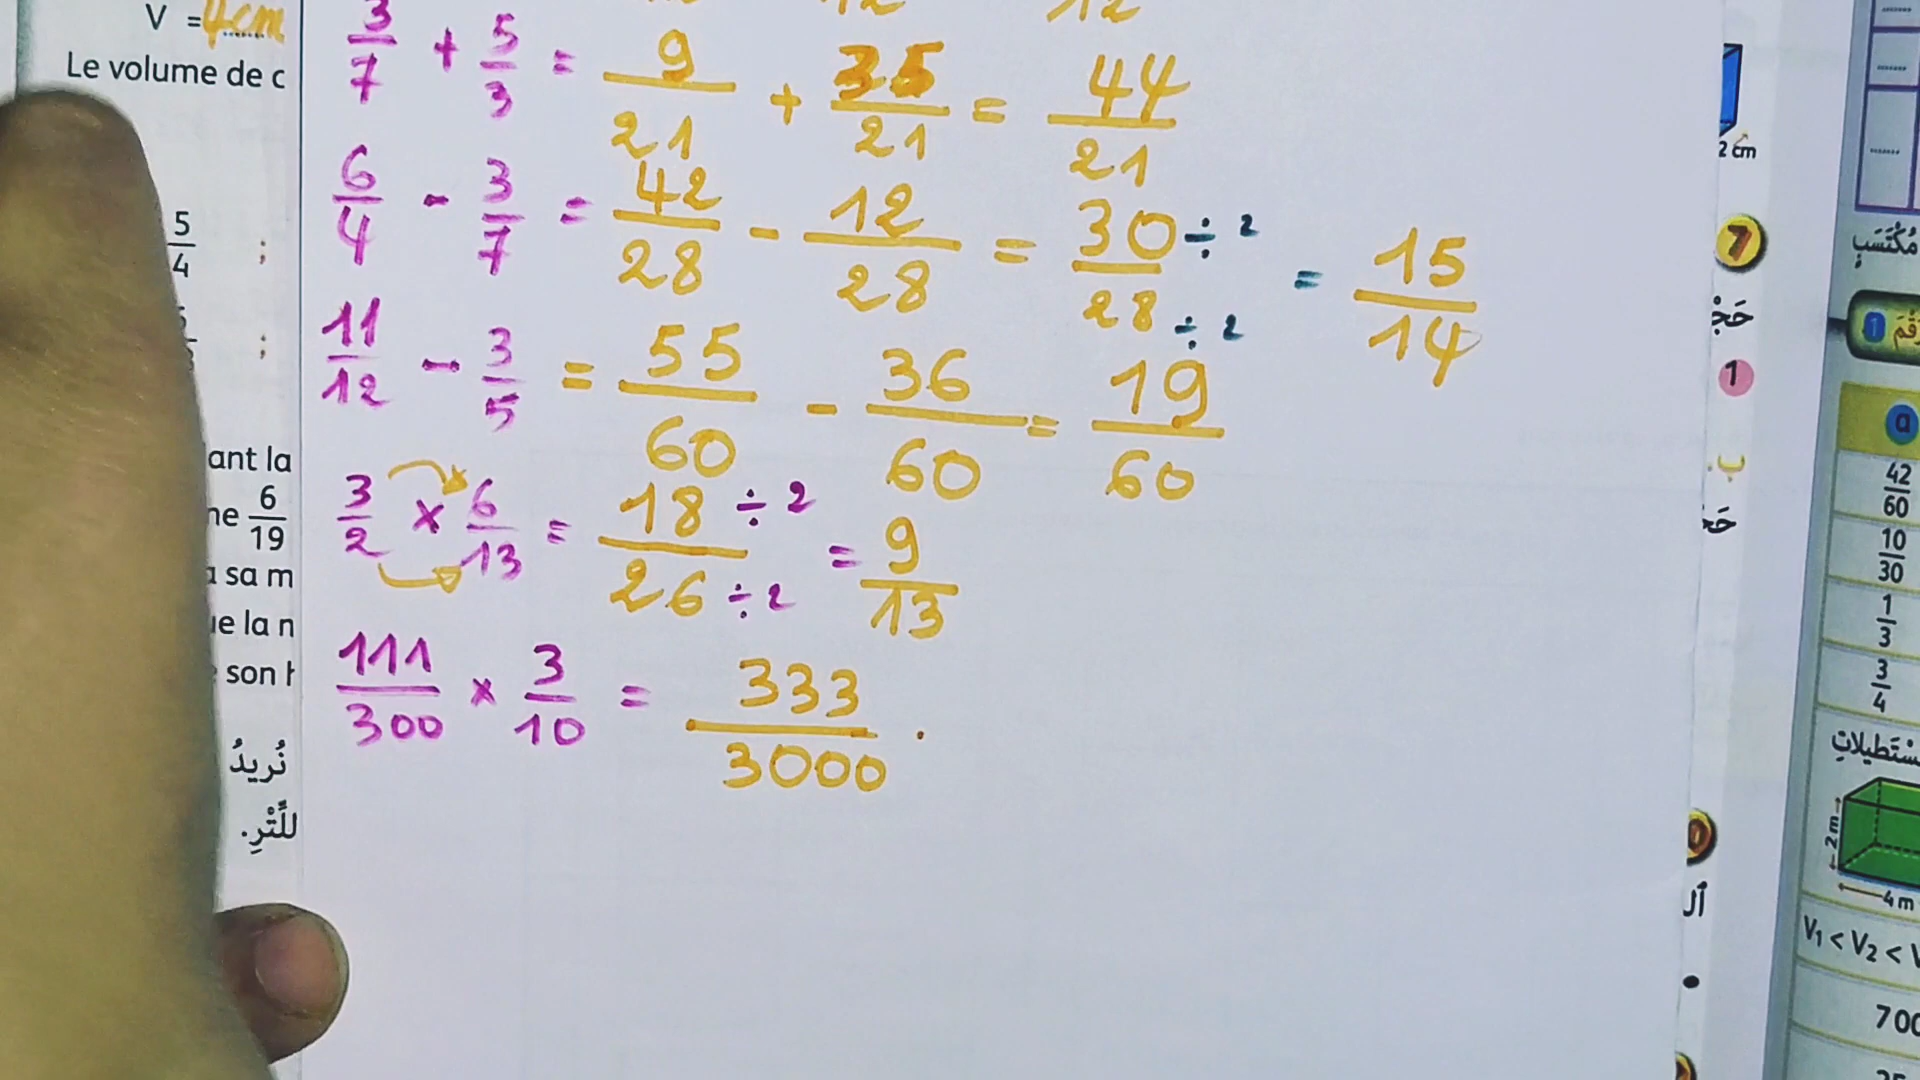 V = 4cm
Le volume de c
3/7 + 5/3 = 9/21 + 35/21 = 44/21
6/4 - 3/7 = 42/28 - 12/28 = 30÷2/28÷2 = 15/14
11/12 - 3/5 = 55/60 - 36/60 = 19/60
3/2 × 6/13 = 18÷2/26÷2 = 9/13
111/300 × 3/10 = 333/3000 .
5/4 ;
;
ant la
ne 6/19
sa m
ue la n
son
نُريدُ
لِلِّتْرِ.
2 cm
7
حَجْ
1
ب.
حَجَ
اَل
•
مُكْتَسَبٍ
1
a
42/60
10/30
1/3
3/4
2 m
4 m
V₁ < V₂ < V
700